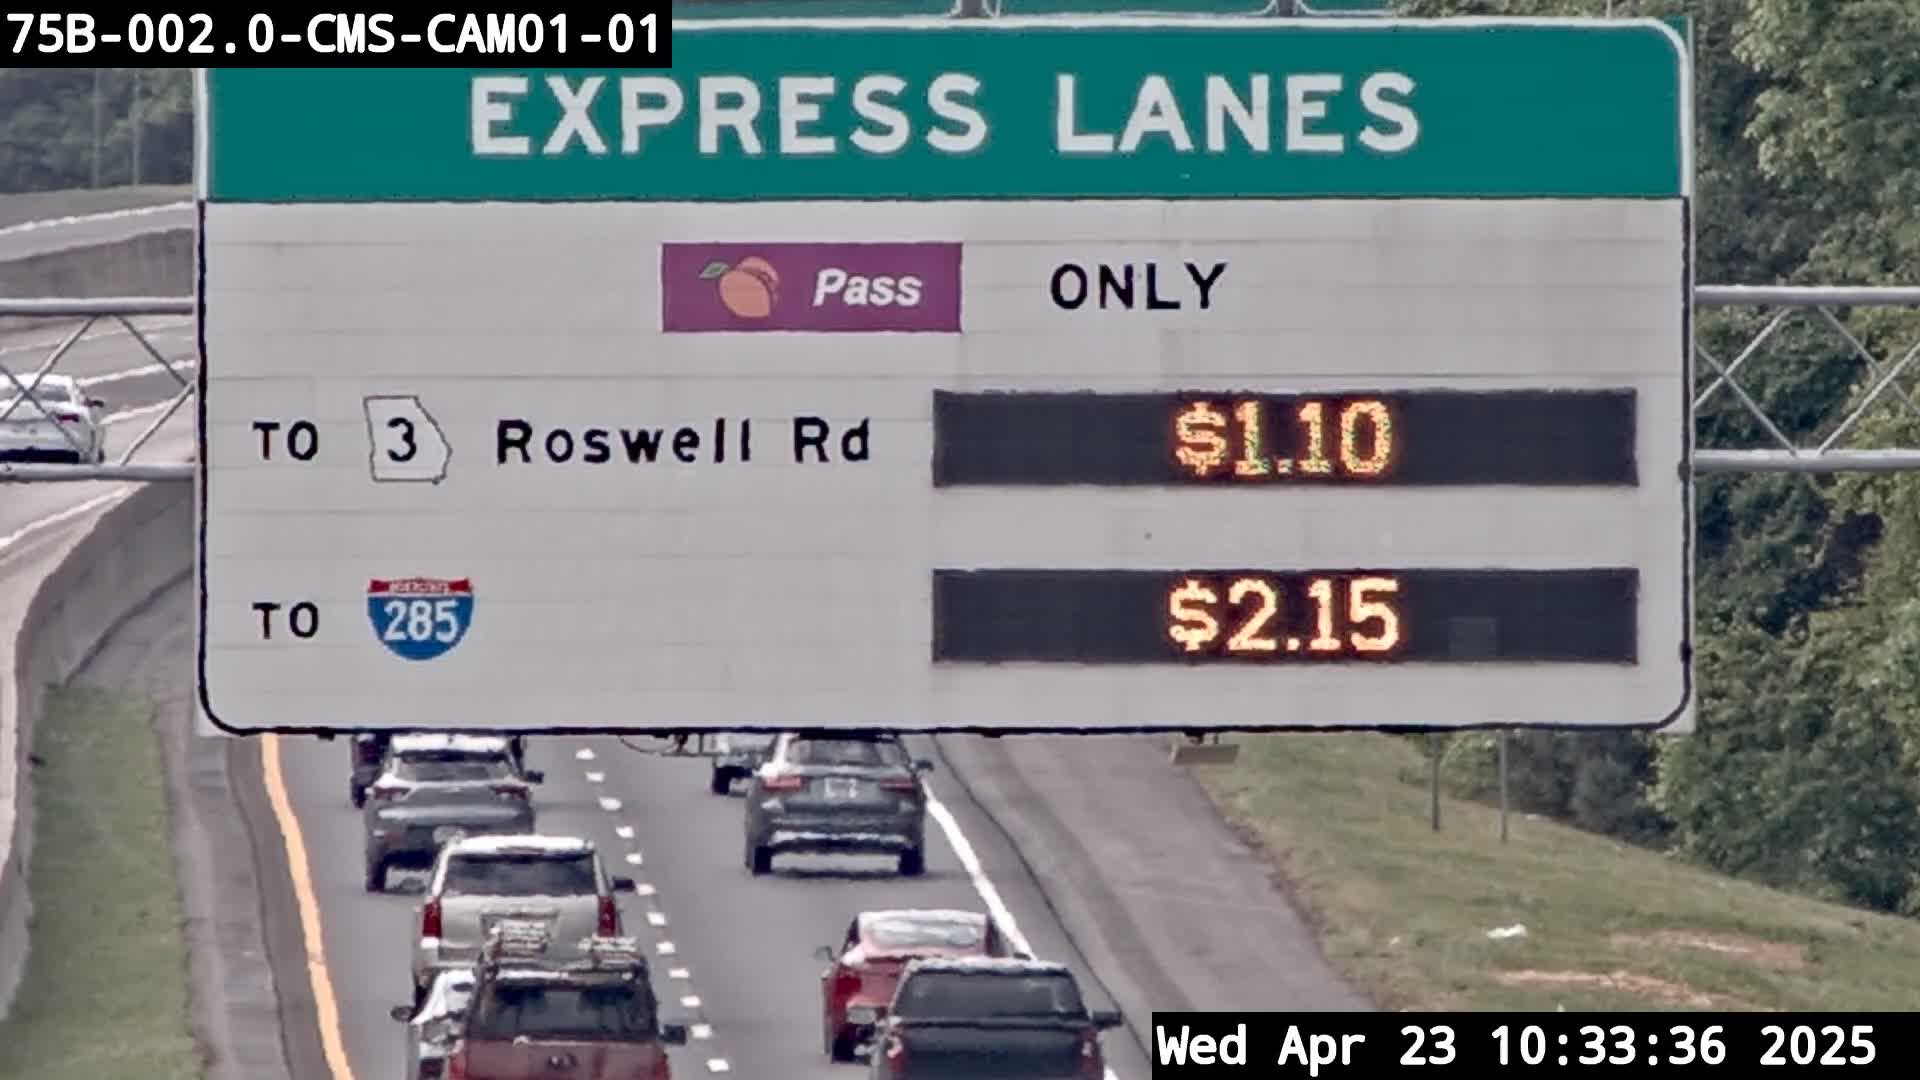 75B-002.0-CMS-CAM01-01
EXPRESS LANES
Pass ONLY
TO 3 Roswell Rd $1.10
TO 285 $2.15
Wed Apr 23 10:33:36 2025